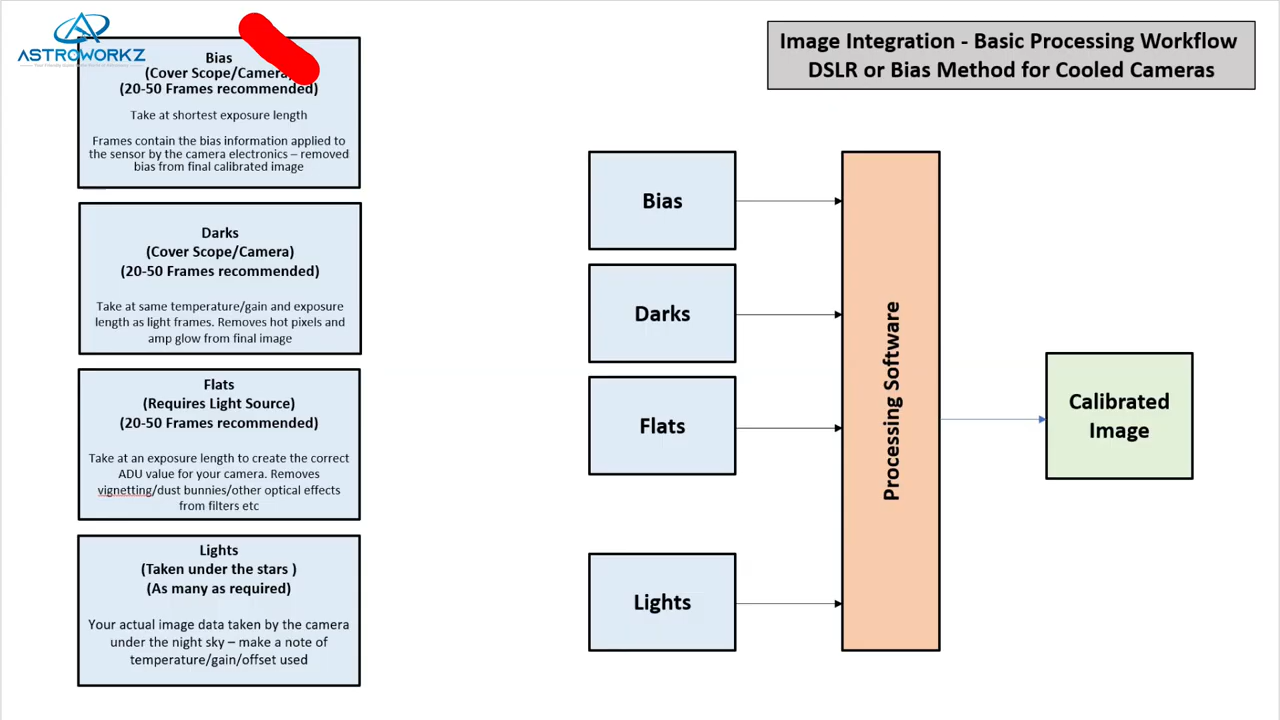 ASTROWORKZ
Bias
(Cover Scope/Camera
(20-50 Frames recommended)
Take at shortest exposure length
Frames contain the bias information applied to
the sensor by the camera electronics – removed
bias from final calibrated image
Darks
(Cover Scope/Camera)
(20-50 Frames recommended)
Take at same temperature/gain and exposure
length as light frames. Removes hot pixels and
amp glow from final image
Flats
(Requires Light Source)
(20-50 Frames recommended)
Take at an exposure length to create the correct
ADU value for your camera. Removes
vignetting/dust bunnies/other optical effects
from filters etc
Lights
(Taken under the stars )
(As many as required)
Your actual image data taken by the camera
under the night sky – make a note of
temperature/gain/offset used
Image Integration - Basic Processing Workflow
DSLR or Bias Method for Cooled Cameras
Bias
Darks
Flats
Lights
Processing Software
Calibrated
Image